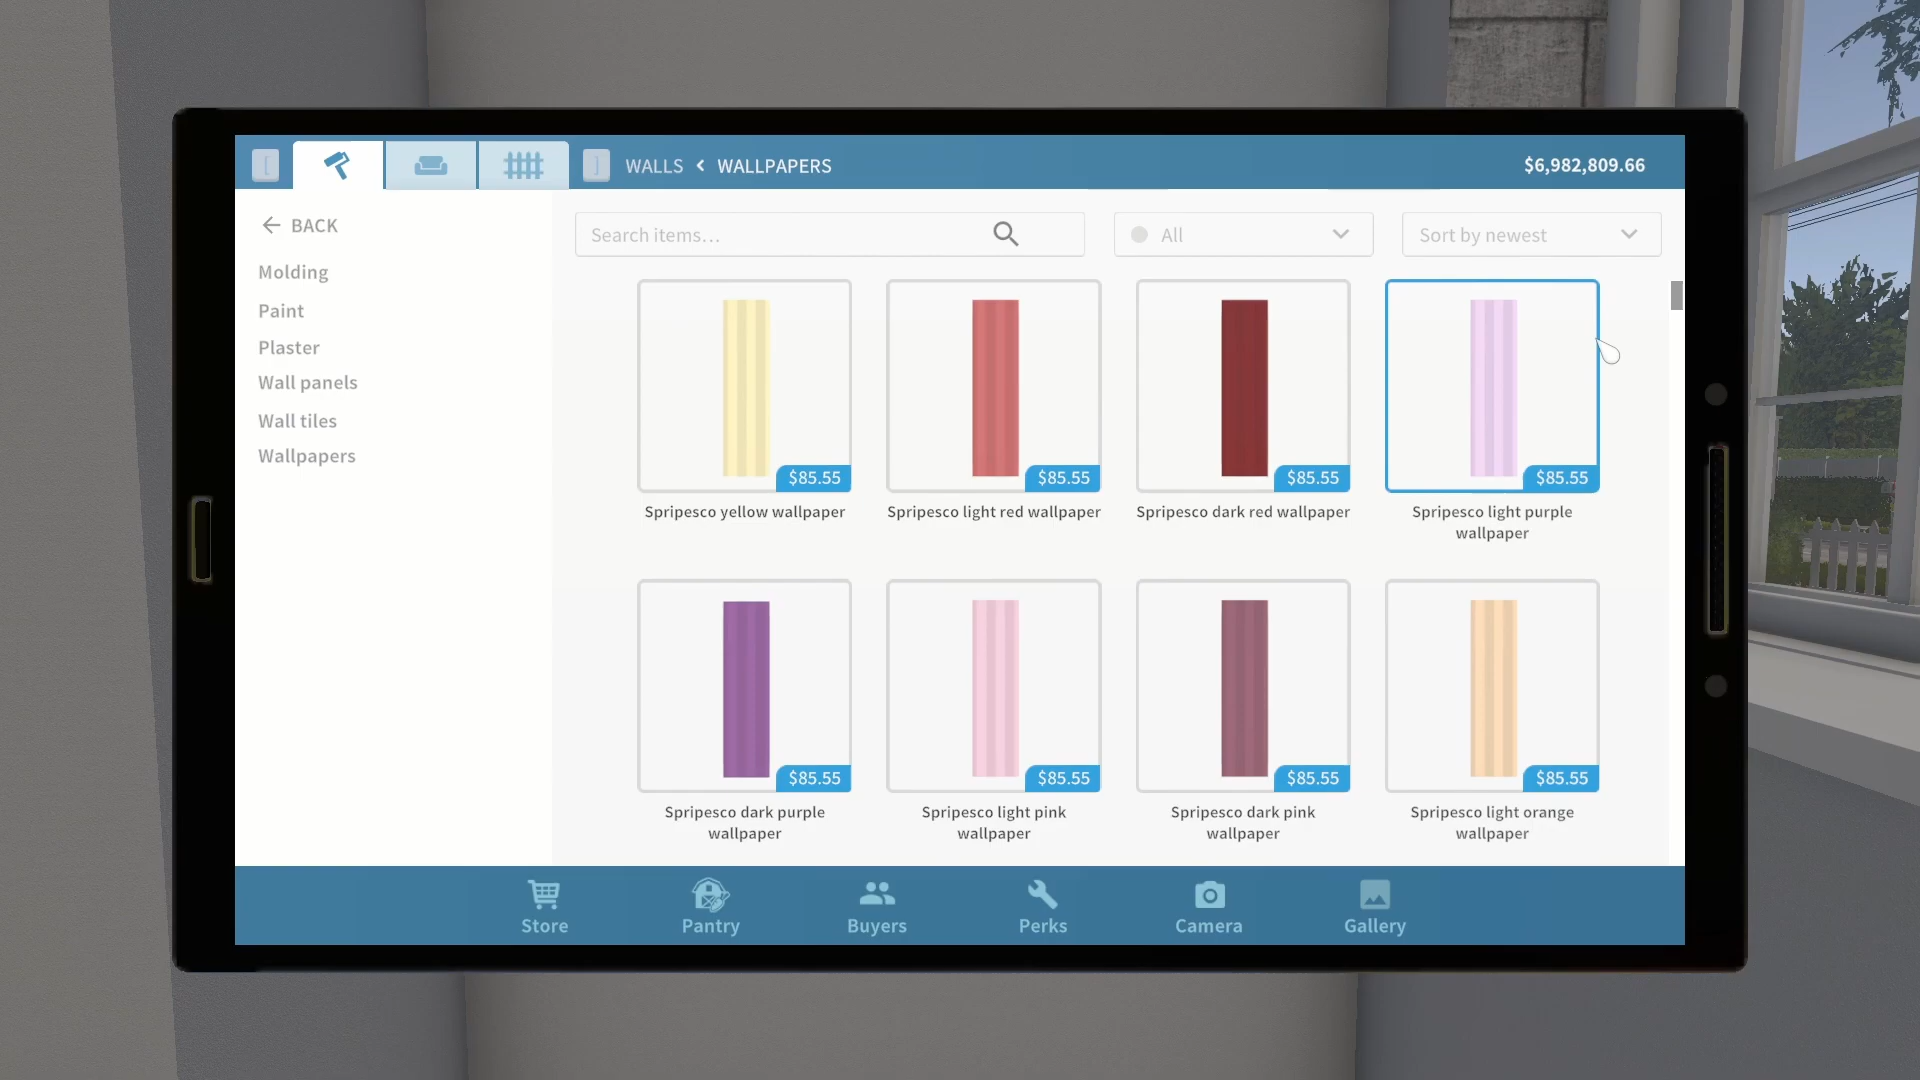 [
]
WALLS < WALLPAPERS
$6,982,809.66
BACK
Molding
Paint
Plaster
Wall panels
Wall tiles
Wallpapers
Search items...
All
Sort by newest
$85.55
$85.55
$85.55
$85.55
Spripesco yellow wallpaper
Spripesco light red wallpaper
Spripesco dark red wallpaper
Spripesco light purple
wallpaper
$85.55
$85.55
$85.55
$85.55
Spripesco dark purple
wallpaper
Spripesco light pink
wallpaper
Spripesco dark pink
wallpaper
Spripesco light orange
wallpaper
Store
Pantry
Buyers
Perks
Camera
Gallery